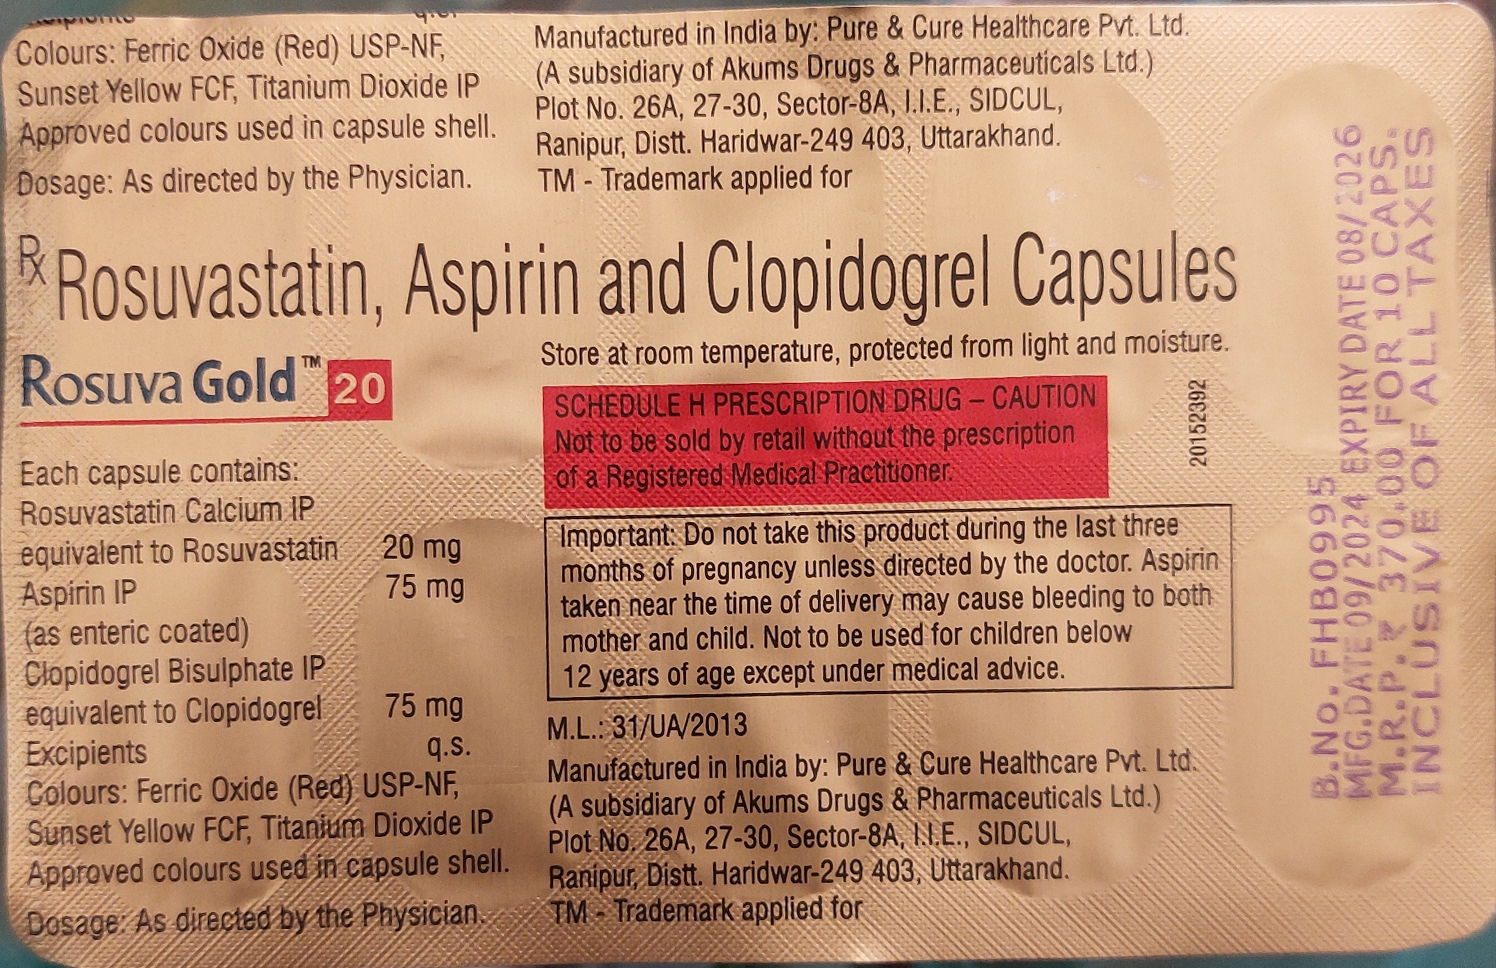 Excipients q.s.
Colours: Ferric Oxide (Red) USP-NF,
Sunset Yellow FCF, Titanium Dioxide IP
Approved colours used in capsule shell.
Dosage: As directed by the Physician.
Manufactured in India by: Pure & Cure Healthcare Pvt. Ltd.
(A subsidiary of Akums Drugs & Pharmaceuticals Ltd.)
Plot No. 26A, 27-30, Sector-8A, I.I.E., SIDCUL,
Ranipur, Distt. Haridwar-249 403, Uttarakhand.
TM - Trademark applied for
Rx Rosuvastatin, Aspirin and Clopidogrel Capsules
Rosuva Gold™ 20
Each capsule contains:
Rosuvastatin Calcium IP
equivalent to Rosuvastatin 20 mg
Aspirin IP 75 mg
(as enteric coated)
Clopidogrel Bisulphate IP
equivalent to Clopidogrel 75 mg
Excipients q.s.
Colours: Ferric Oxide (Red) USP-NF,
Sunset Yellow FCF, Titanium Dioxide IP
Approved colours used in capsule shell.
Dosage: As directed by the Physician.
Store at room temperature, protected from light and moisture.
SCHEDULE H PRESCRIPTION DRUG – CAUTION
Not to be sold by retail without the prescription
of a Registered Medical Practitioner.
20152392
Important: Do not take this product during the last three
months of pregnancy unless directed by the doctor. Aspirin
taken near the time of delivery may cause bleeding to both
mother and child. Not to be used for children below
12 years of age except under medical advice.
M.L.: 31/UA/2013
Manufactured in India by: Pure & Cure Healthcare Pvt. Ltd.
(A subsidiary of Akums Drugs & Pharmaceuticals Ltd.)
Plot No. 26A, 27-30, Sector-8A, I.I.E., SIDCUL,
Ranipur, Distt. Haridwar-249 403, Uttarakhand.
TM - Trademark applied for
B.No. FHB0995
MFG.DATE 09/2024 EXPIRY DATE 08/2026
M.R.P. ₹ 370.00 FOR 10 CAPS.
INCLUSIVE OF ALL TAXES